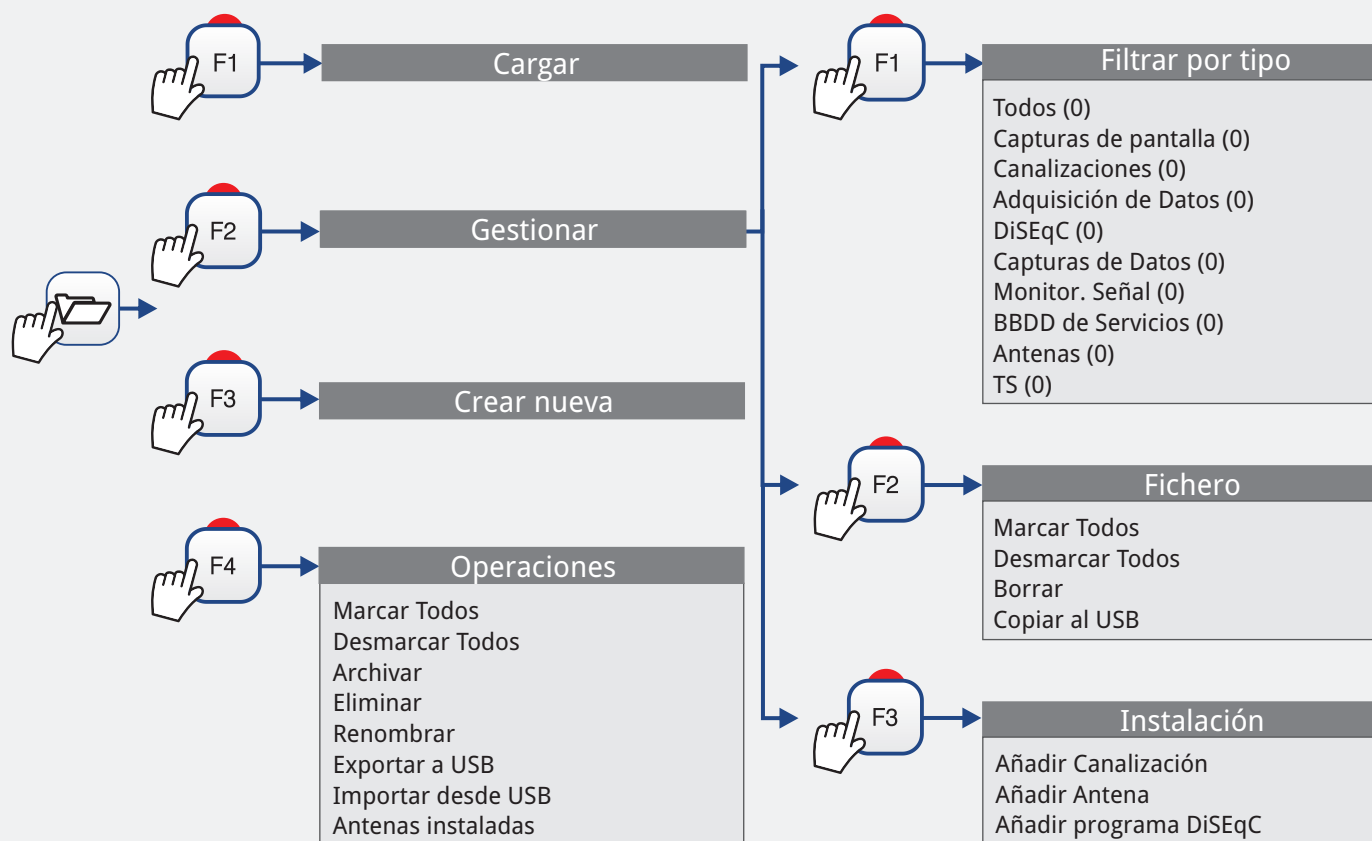 F1
Cargar
F2
Gestionar
F3
Crear nueva
F4
Operaciones
Marcar Todos
Desmarcar Todos
Archivar
Eliminar
Renombrar
Exportar a USB
Importar desde USB
Antenas instaladas
F1
Filtrar por tipo
Todos (0)
Capturas de pantalla (0)
Canalizaciones (0)
Adquisición de Datos (0)
DiSEqC (0)
Capturas de Datos (0)
Monitor. Señal (0)
BBDD de Servicios (0)
Antenas (0)
TS (0)
F2
Fichero
Marcar Todos
Desmarcar Todos
Borrar
Copiar al USB
F3
Instalación
Añadir Canalización
Añadir Antena
Añadir programa DiSEqC